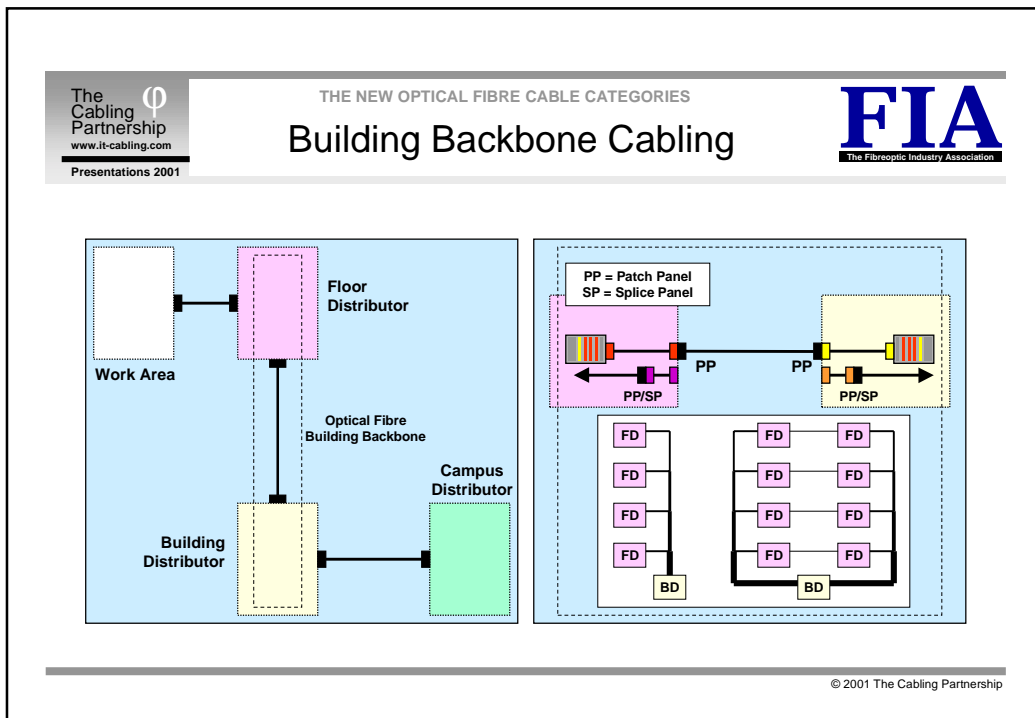 The
Cabling
Partnership
φ
www.it-cabling.com
Presentations 2001
THE NEW OPTICAL FIBRE CABLE CATEGORIES
Building Backbone Cabling
FIA
The Fibreoptic Industry Association
Floor
Distributor
Work Area
Optical Fibre
Building Backbone
Campus
Distributor
Building
Distributor
PP = Patch Panel
SP = Splice Panel
PP PP
PP/SP PP/SP
FD FD FD
FD FD FD
FD FD FD
FD FD FD
BD BD
© 2001 The Cabling Partnership